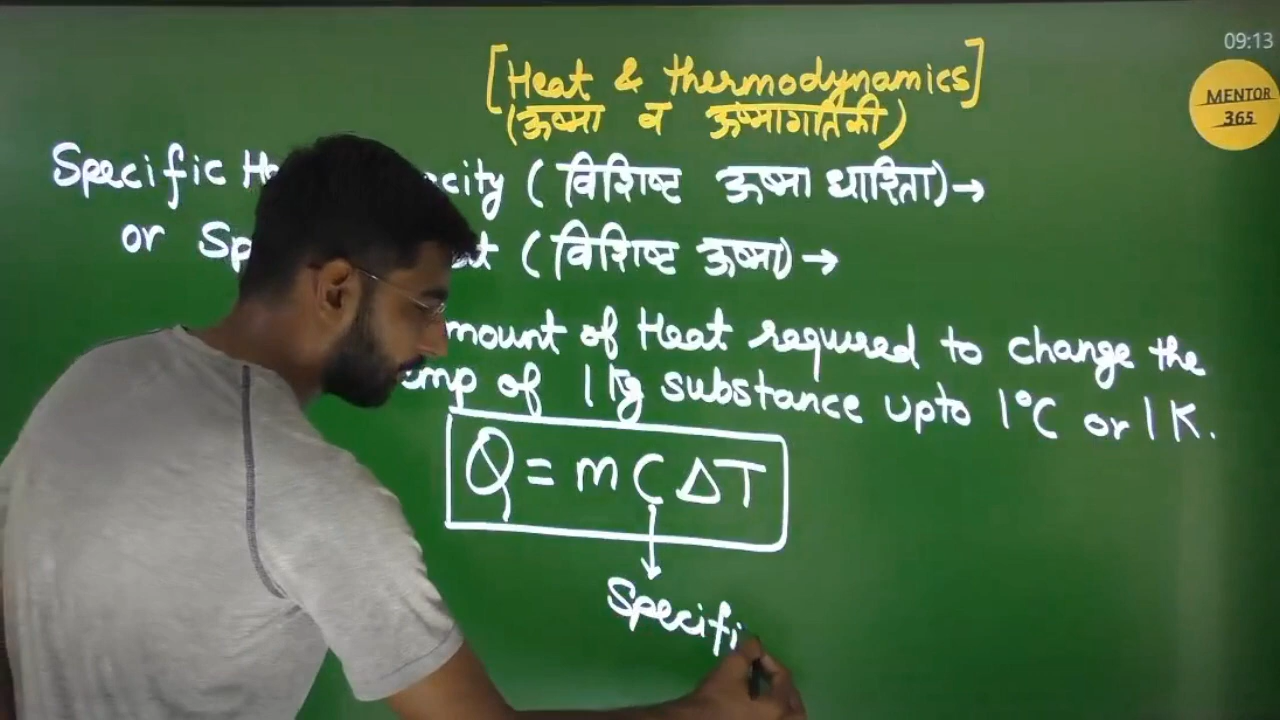 09:13
MENTOR
365
[Heat & thermodynamics]
(ऊष्मा व ऊष्मागतिकी)
Specific He city (विशिष्ट ऊष्मा धारिता)→
or Sp at (विशिष्ट ऊष्मा)→
mount of Heat required to change the
emp of 1 kg substance upto 1°C or 1 K.
Q = m C ΔT
Specifi